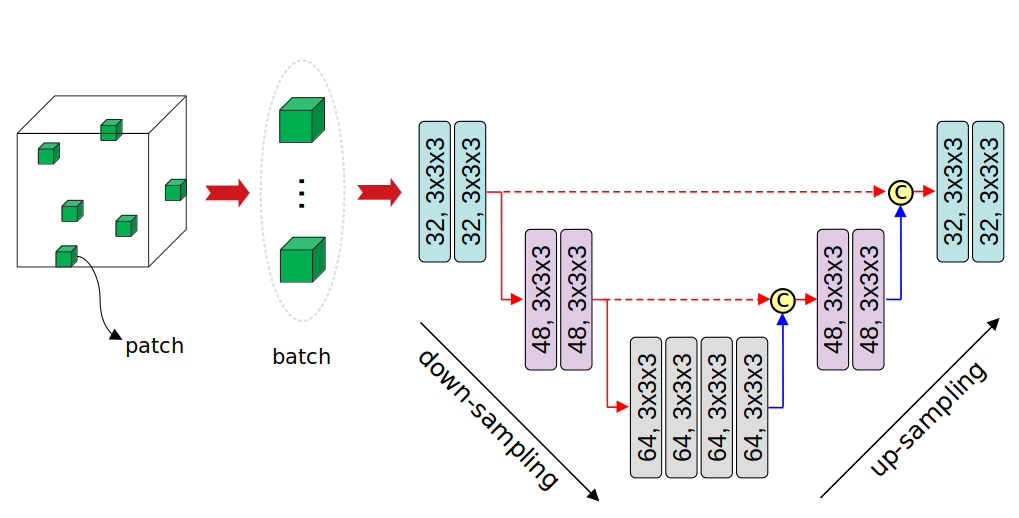 patch
batch
...
32, 3x3x3
32, 3x3x3
48, 3x3x3
48, 3x3x3
64, 3x3x3
64, 3x3x3
64, 3x3x3
64, 3x3x3
C
48, 3x3x3
48, 3x3x3
C
32, 3x3x3
32, 3x3x3
down-sampling
up-sampling